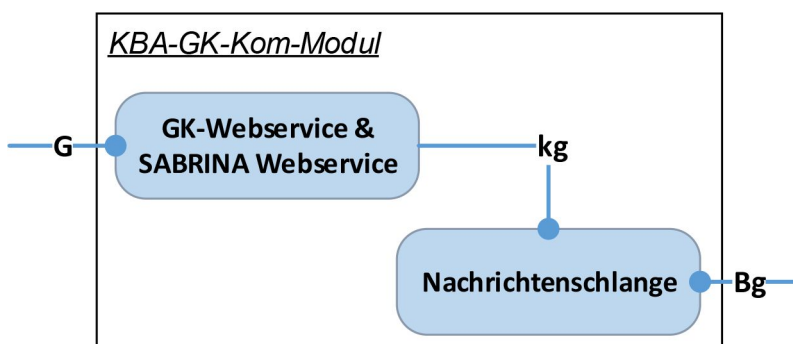 KBA-GK-Kom-Modul
GK-Webservice &
SABRINA Webservice
G
kg
Nachrichtenschlange
Bg